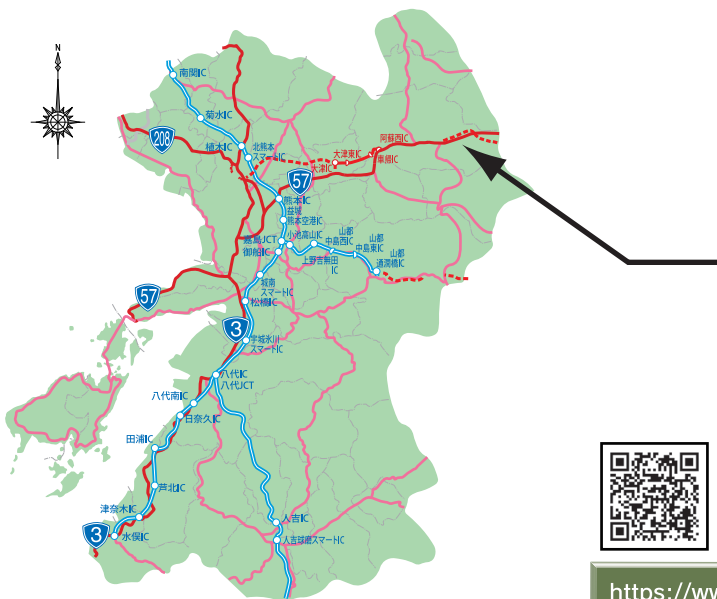 N
南関IC
菊水IC
208
植木IC
北熊本
スマートIC
大津IC
大津東IC
車帰IC
阿蘇西IC
57
熊本IC
益城
熊本空港IC
嘉島JCT
小池高山IC
御船IC
上野吉無田
IC
山都
中島西IC
山都
中島東IC
山都
通潤橋IC
城南
スマートIC
松橋IC
57
3
宇城氷川
スマートIC
八代IC
八代JCT
八代南IC
日奈久IC
田浦IC
芦北IC
津奈木IC
3
水俣IC
人吉IC
人吉球磨スマートIC
https://ww